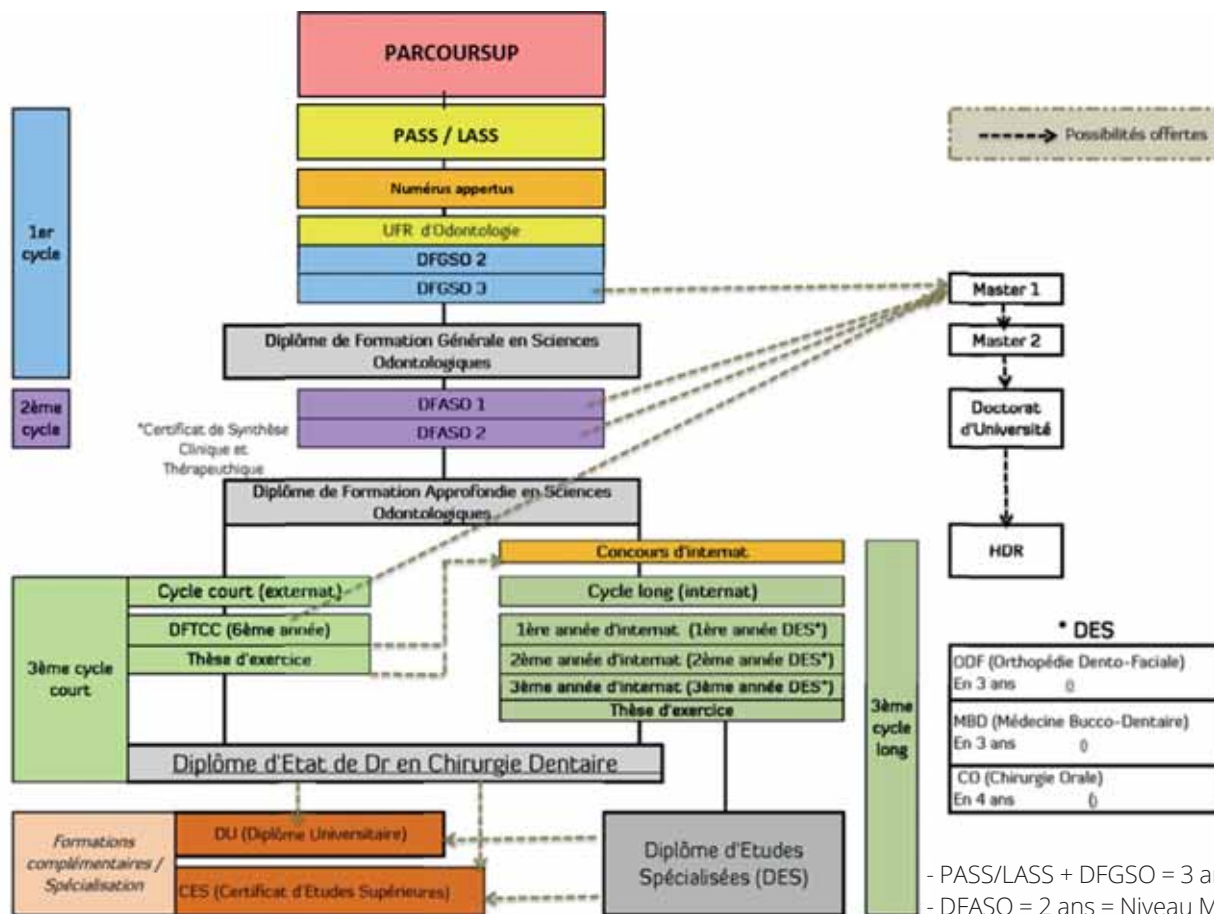 PARCOURSUP
PASS / LASS
Numérus appertus
UFR d'Odontologie
DFGSO 2
DFGSO 3
Diplôme de Formation Générale en Sciences
Odontologiques
DFASO 1
DFASO 2
Diplôme de Formation Approfondie en Sciences
Odontologiques
1er
cycle
2ème
cycle
*Certificat de Synthèse
Clinique et
Thérapeuthique
Possibilités offertes
Master 1
Master 2
Doctorat
d'Université
HDR
3ème cycle
court
Cycle court (externat)
DFTCC (6ème année)
Thèse d'exercice
Concours d'internat
Cycle long (internat)
1ère année d'internat (1ère année DES*)
2ème année d'internat (2ème année DES*)
3ème année d'internat (3ème année DES*)
Thèse d'exercice
3ème
cycle
long
* DES
ODF (Orthopédie Dento-Faciale)
En 3 ans
MBD (Médecine Bucco-Dentaire)
En 3 ans
CO (Chirurgie Orale)
En 4 ans
Diplôme d'Etat de Dr en Chirurgie Dentaire
Formations
complémentaires /
Spécialisation
DU (Diplôme Universitaire)
CES (Certificat d'Etudes Supérieures)
Diplôme d'Etudes
Spécialisées (DES)
- PASS/LASS + DFGSO = 3
- DFASO = 2 ans = Niveau